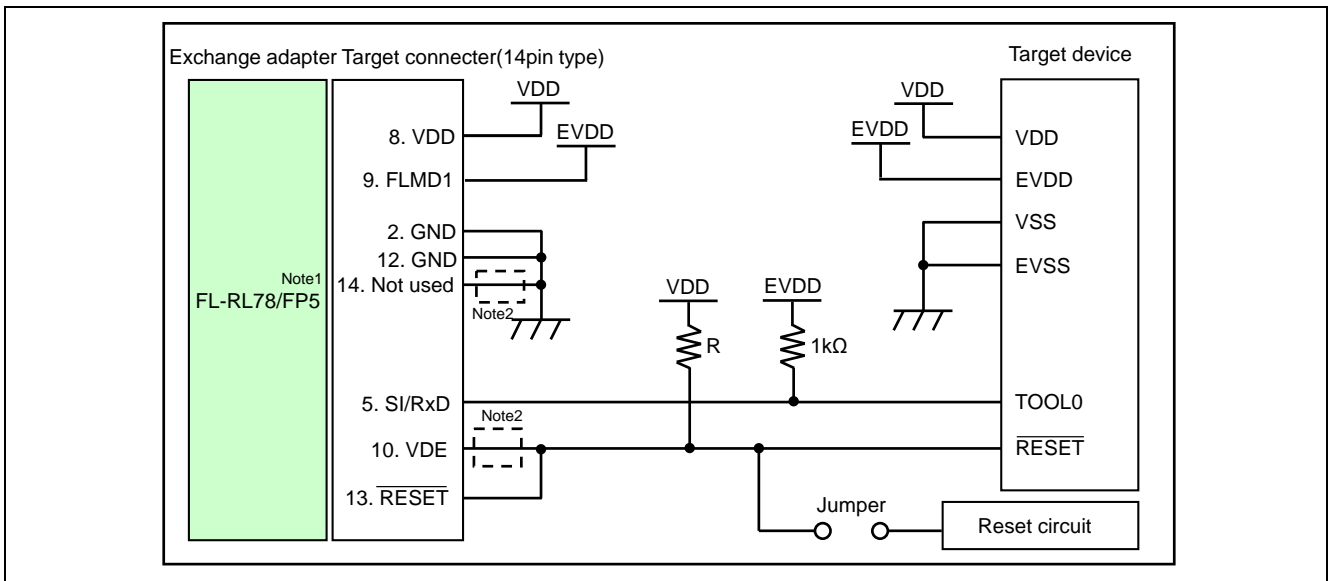 Exchange adapter Target connecter(14pin type)
Target device
VDD
EVDD
VDD
EVDD
8. VDD
9. FLMD1
2. GND
12. GND
14. Not used
Note2
Note1
FL-RL78/FP5
VDD
EVDD
VSS
EVSS
VDD
EVDD
R
1kΩ
5. SI/RxD
Note2
10. VDE
13. RESET
TOOL0
RESET
Jumper
Reset circuit